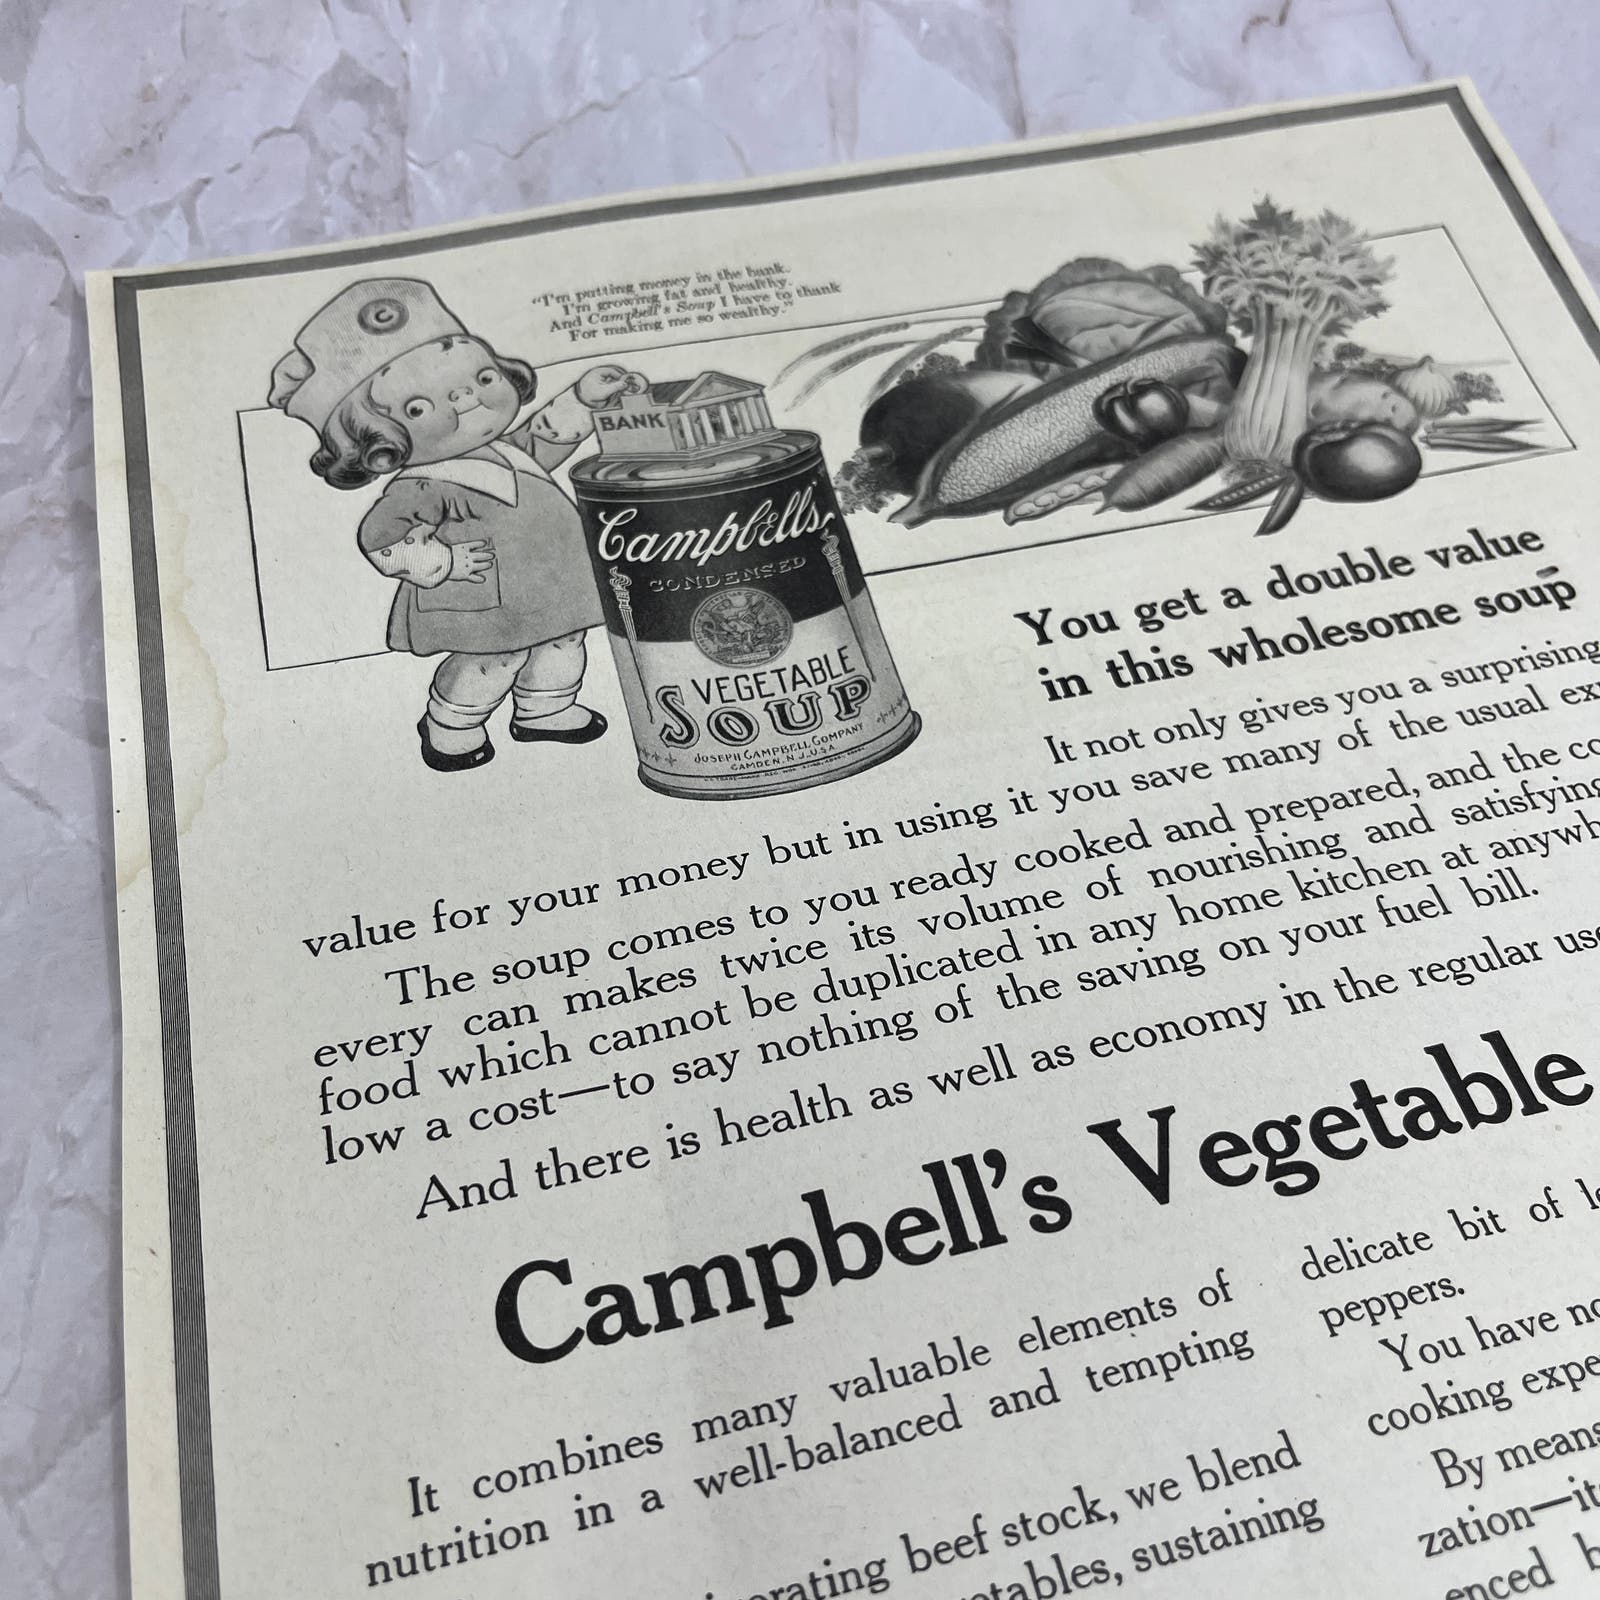 C
"I'm putting money in the bank.
I'm growing fat and healthy.
And Campbell's Soup I have to thank
For making me so wealthy."
BANK
Campbell's
CONDENSED
VEGETABLE
SOUP
JOSEPH CAMPBELL COMPANY
CAMDEN, N.J., U.S.A.
You get a double value
in this wholesome soup
It not only gives you a surprising
value for your money but in using it you save many of the usual
The soup comes to you ready cooked and prepared, and the
every can makes twice its volume of nourishing and satisfying
food which cannot be duplicated in any home kitchen at
low a cost—to say nothing of the saving on your fuel bill.
And there is health as well as economy in the regular
Campbell's Vegetable
It combines many valuable elements of
nutrition in a well-balanced and tempting
beef stock, we blend
sustaining
delicate bit of
peppers.
You have
cooking
By means